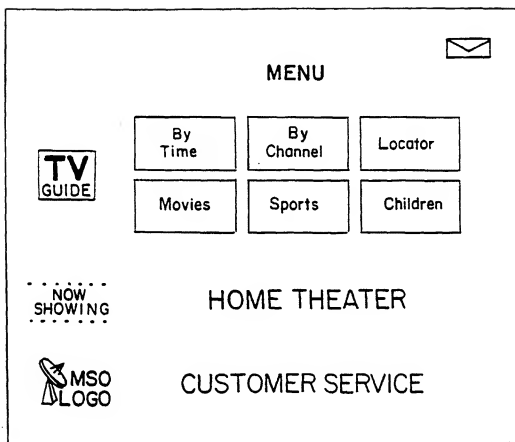 MENU
By
Time
By
Channel
Locator
TV
GUIDE
Movies
Sports
Children
NOW
SHOWING
HOME THEATER
MSO
LOGO
CUSTOMER SERVICE